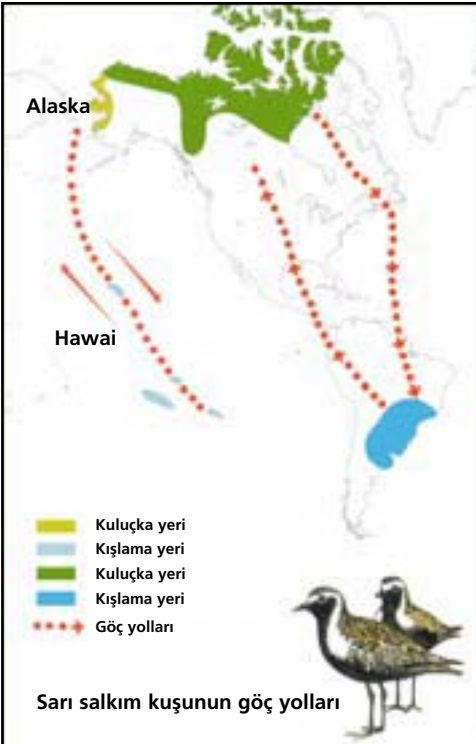 Alaska
Hawai
Kuluçka yeri
Kışlama yeri
Kuluçka yeri
Kışlama yeri
Göç yolları
Sarı salkım kuşunun göç yolları